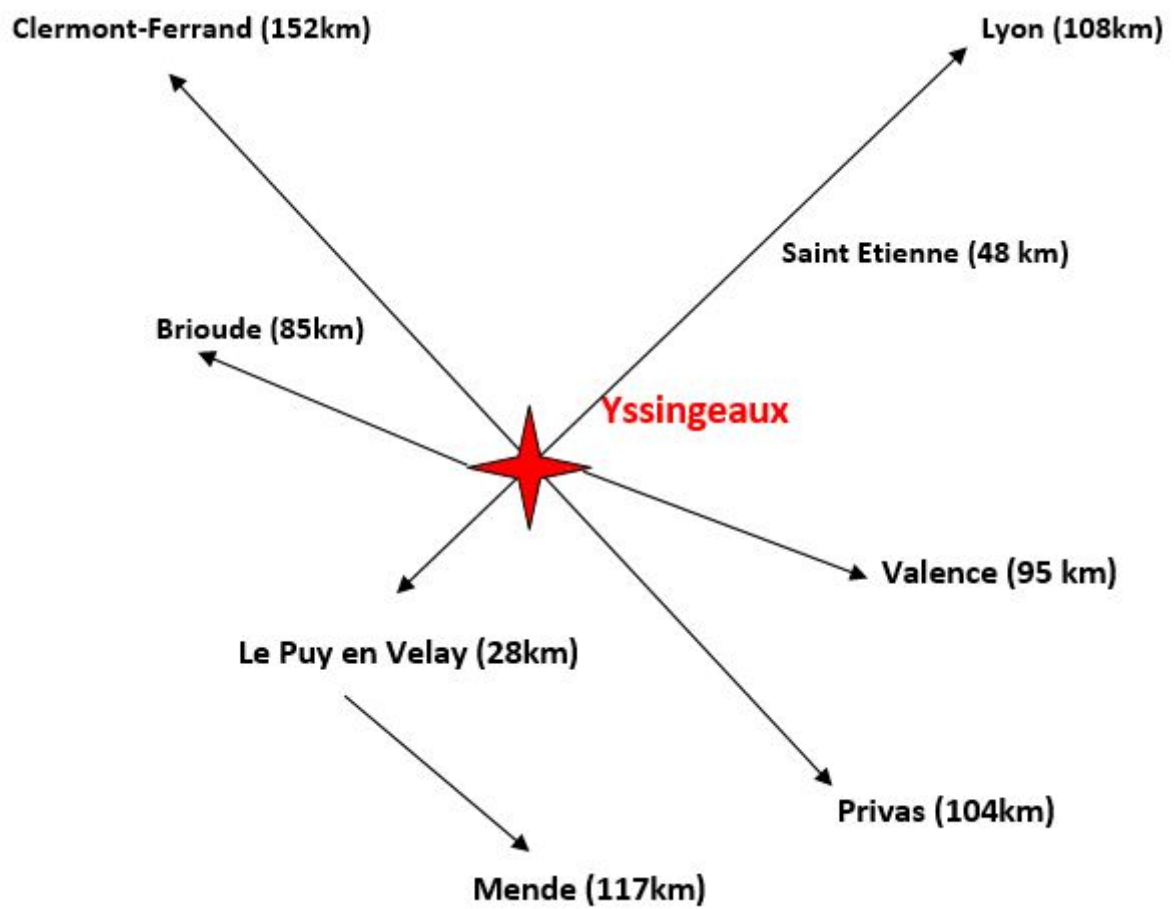 Clermont-Ferrand (152km)
Lyon (108km)
Saint Etienne (48 km)
Brioude (85km)
Yssingeaux
Valence (95 km)
Le Puy en Velay (28km)
Privas (104km)
Mende (117km)